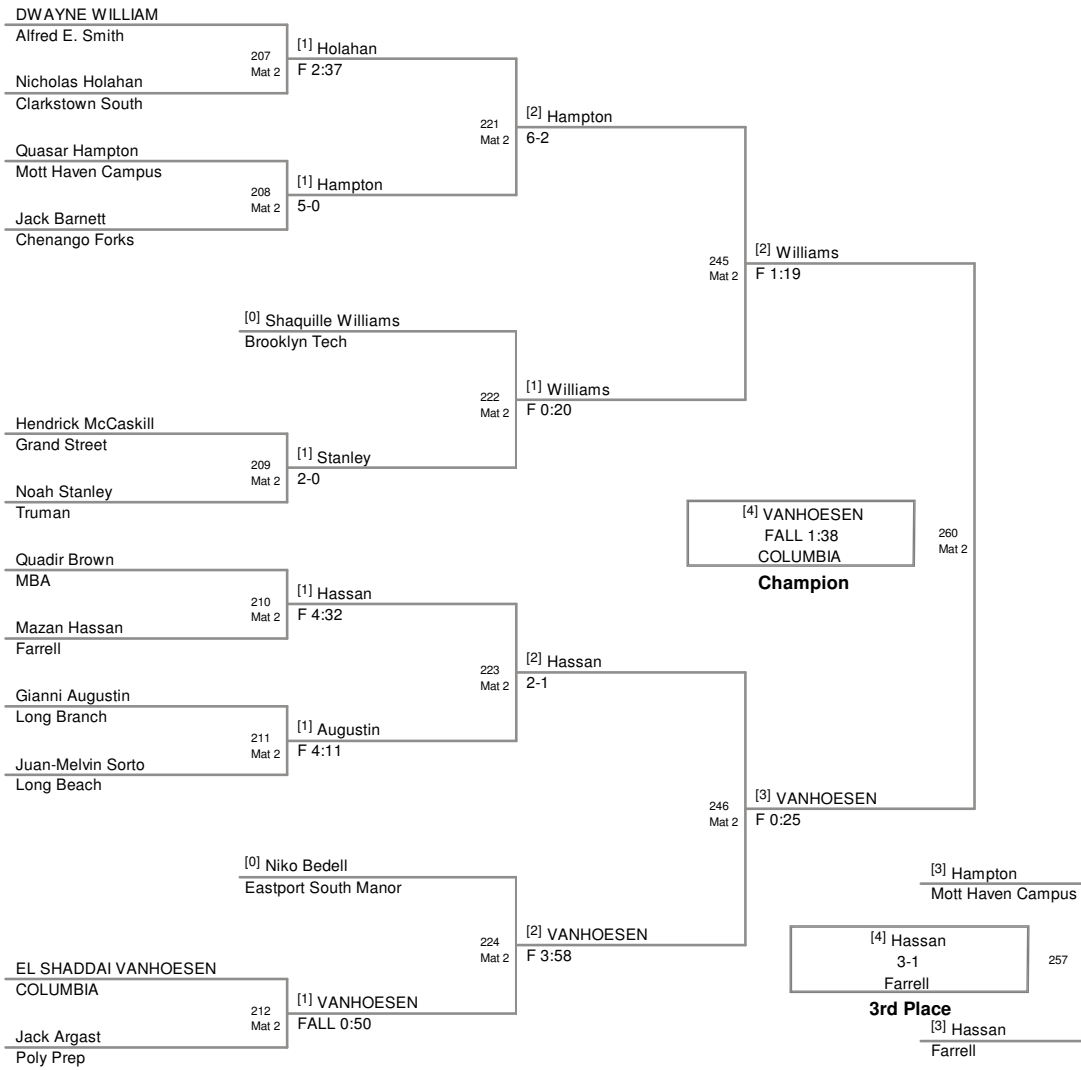 DWAYNE WILLIAM
Alfred E. Smith
207
Mat 2
[1] Holahan
F 2:37
Nicholas Holahan
Clarkstown South
221
Mat 2
[2] Hampton
6-2
Quasar Hampton
Mott Haven Campus
208
Mat 2
[1] Hampton
5-0
Jack Barnett
Chenango Forks
245
Mat 2
[2] Williams
F 1:19
[0] Shaquille Williams
Brooklyn Tech
222
Mat 2
[1] Williams
F 0:20
Hendrick McCaskill
Grand Street
209
Mat 2
[1] Stanley
2-0
Noah Stanley
Truman
[4] VANHOESEN
FALL 1:38
COLUMBIA
Champion
260
Mat 2
Quadir Brown
MBA
210
Mat 2
[1] Hassan
F 4:32
Mazan Hassan
Farrell
223
Mat 2
[2] Hassan
2-1
Gianni Augustin
Long Branch
211
Mat 2
[1] Augustin
F 4:11
Juan-Melvin Sorto
Long Beach
246
Mat 2
[3] VANHOESEN
F 0:25
[0] Niko Bedell
Eastport South Manor
224
Mat 2
[2] VANHOESEN
F 3:58
EL SHADDAI VANHOESEN
COLUMBIA
212
Mat 2
[1] VANHOESEN
FALL 0:50
Jack Argast
Poly Prep
[3] Hampton
Mott Haven Campus
[4] Hassan
3-1
Farrell
257
3rd Place
[3] Hassan
Farrell